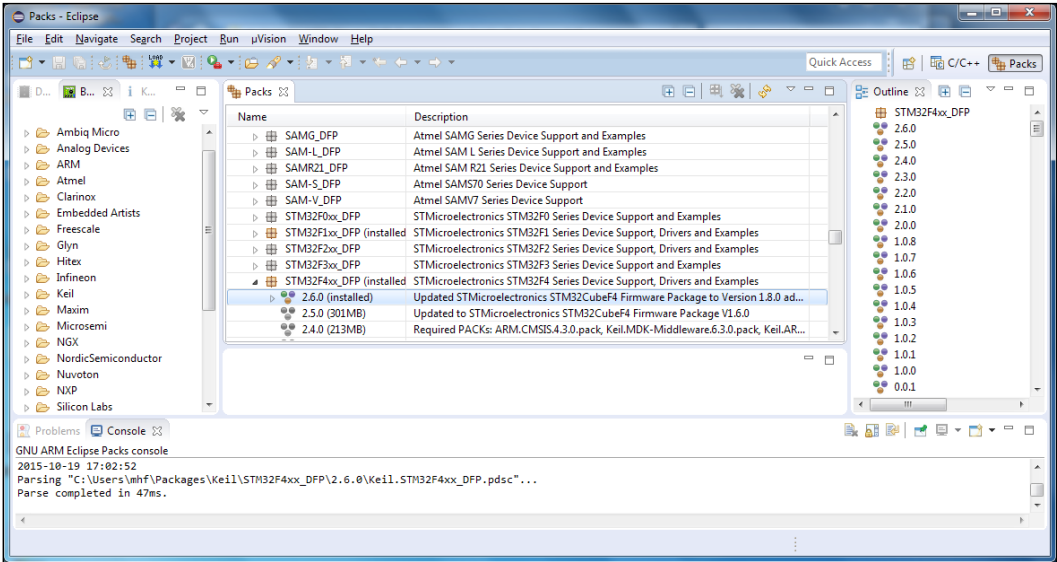 Packs - Eclipse
File Edit Navigate Search Project Run µVision Window Help
Quick Access C/C++ Packs
D... B... K...
Ambiq Micro
Analog Devices
ARM
Atmel
Clarinox
Embedded Artists
Freescale
Glyn
Hitex
Infineon
Keil
Maxim
Microsemi
NGX
NordicSemiconductor
Nuvoton
NXP
Silicon Labs
Packs
Name Description
SAMG_DFP Atmel SAMG Series Device Support and Examples
SAM-L_DFP Atmel SAM L Series Device Support and Examples
SAMR21_DFP Atmel SAM R21 Series Device Support and Examples
SAM-S_DFP Atmel SAMS70 Series Device Support
SAM-V_DFP Atmel SAMV7 Series Device Support
STM32F0xx_DFP STMicroelectronics STM32F0 Series Device Support and Examples
STM32F1xx_DFP (installed STMicroelectronics STM32F1 Series Device Support, Drivers and Examples
STM32F2xx_DFP STMicroelectronics STM32F2 Series Device Support, Drivers and Examples
STM32F3xx_DFP STMicroelectronics STM32F3 Series Device Support and Examples
STM32F4xx_DFP (installed STMicroelectronics STM32F4 Series Device Support, Drivers and Examples
2.6.0 (installed) Updated STMicroelectronics STM32CubeF4 Firmware Package to Version 1.8.0 ad...
2.5.0 (301MB) Updated to STMicroelectronics STM32CubeF4 Firmware Package V1.6.0
2.4.0 (213MB) Required PACKs: ARM.CMSIS.4.3.0.pack, Keil.MDK-Middleware.6.3.0.pack, Keil.AR...
Outline
STM32F4xx_DFP
2.6.0
2.5.0
2.4.0
2.3.0
2.2.0
2.1.0
2.0.0
1.0.8
1.0.7
1.0.6
1.0.5
1.0.4
1.0.3
1.0.2
1.0.1
1.0.0
0.0.1
Problems Console
GNU ARM Eclipse Packs console
2015-10-19 17:02:52
Parsing "C:\Users\mhf\Packages\Keil\STM32F4xx_DFP\2.6.0\Keil.STM32F4xx_DFP.pdsc"...
Parse completed in 47ms.